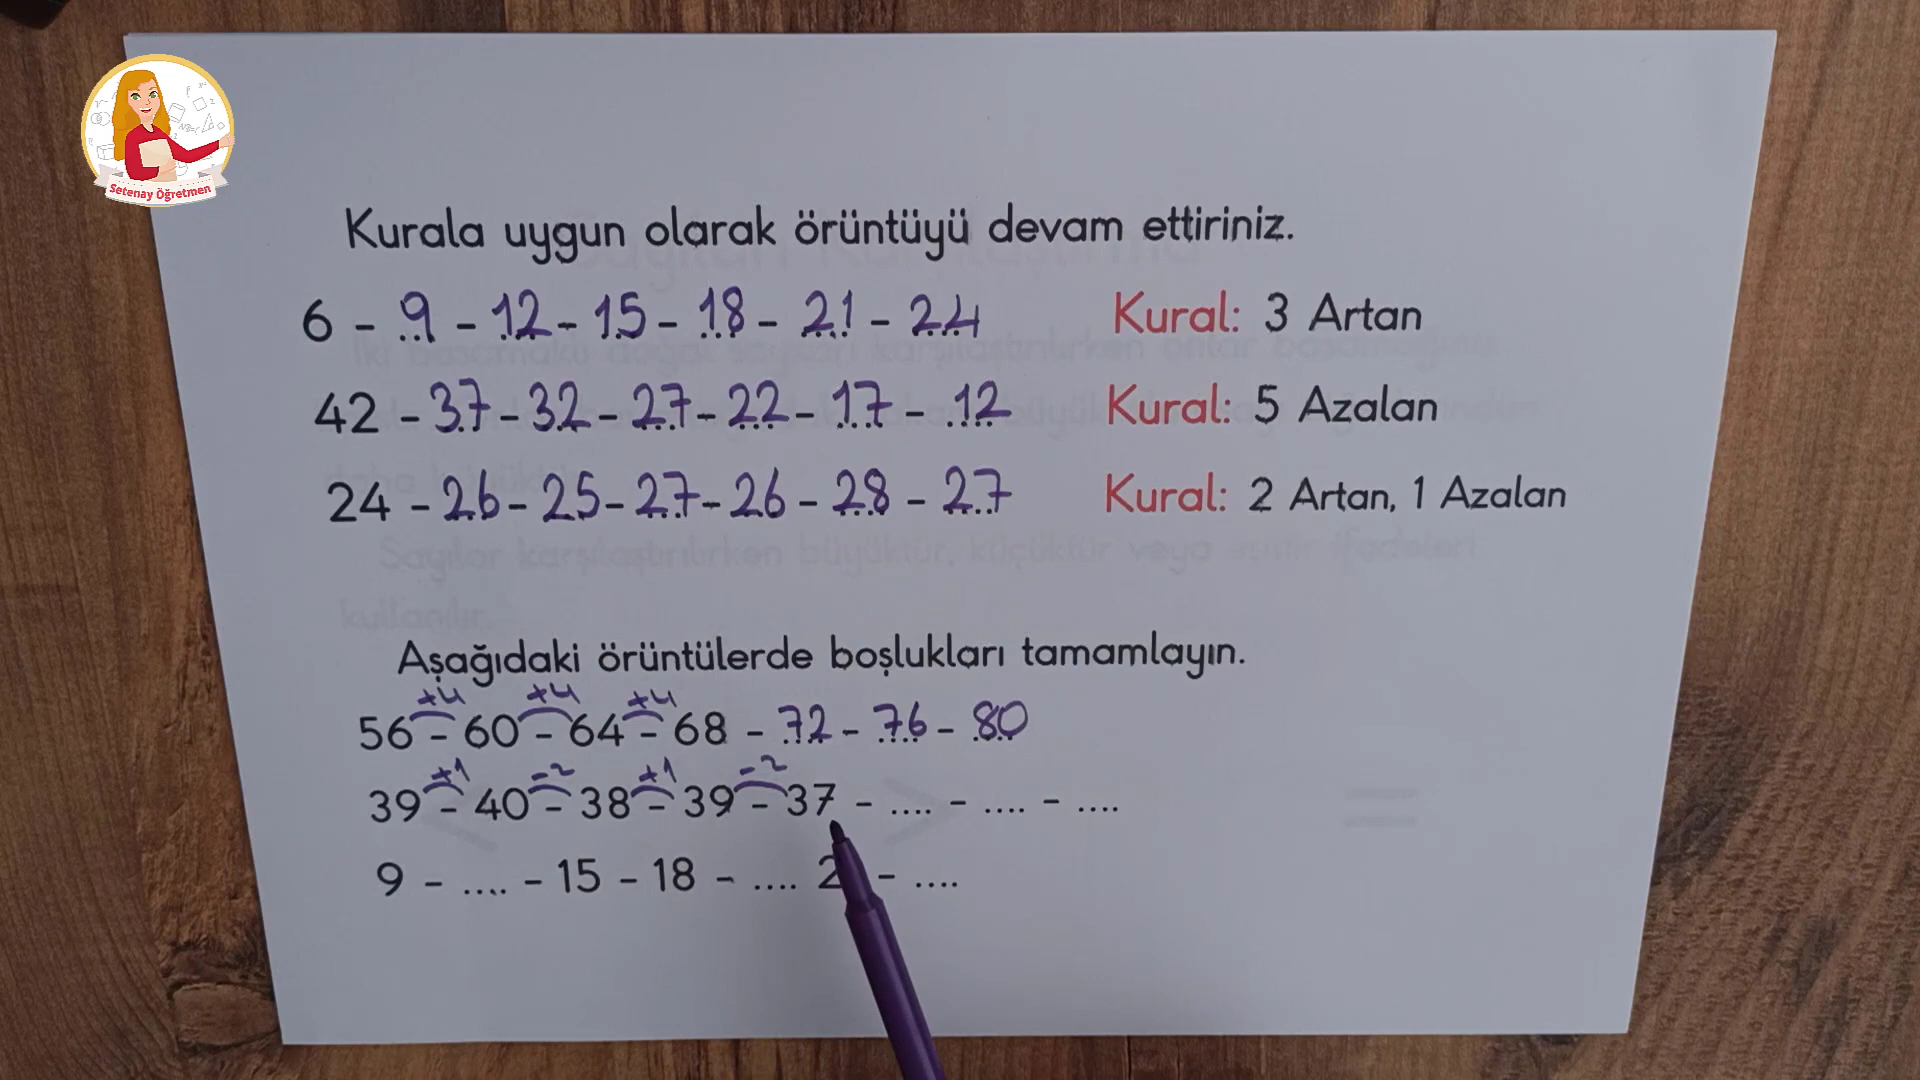 Setenay Öğretmen
Kurala uygun olarak örüntüyü devam ettiriniz.
6 - 9 - 12 - 15 - 18 - 21 - 24 Kural: 3 Artan
42 - 37 - 32 - 27 - 22 - 17 - 12 Kural: 5 Azalan
24 - 26 - 25 - 27 - 26 - 28 - 27 Kural: 2 Artan, 1 Azalan
Aşağıdaki örüntülerde boşlukları tamamlayın.
+4 +4 +4
56 - 60 - 64 - 68 - 72 - 76 - 80
+1 -2 +1 -2
39 - 40 - 38 - 39 - 37 - .... - .... - ....
9 - .... - 15 - 18 - .... - ....